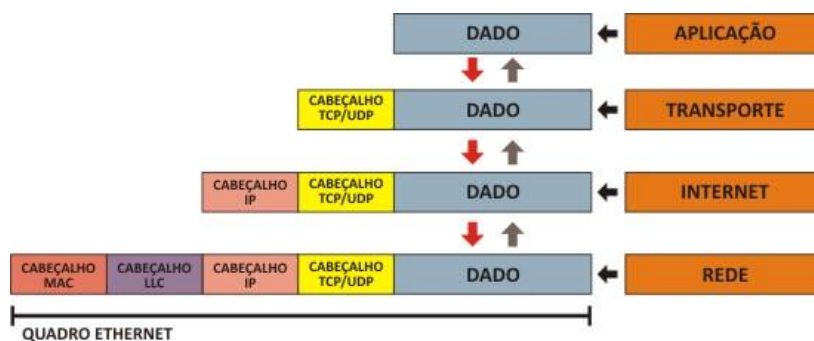 DADO
APLICAÇÃO
CABEÇALHO
TCP/UDP
DADO
TRANSPORTE
CABEÇALHO
IP
CABEÇALHO
TCP/UDP
DADO
INTERNET
CABEÇALHO
MAC
CABEÇALHO
LLC
CABEÇALHO
IP
CABEÇALHO
TCP/UDP
DADO
REDE
QUADRO ETHERNET